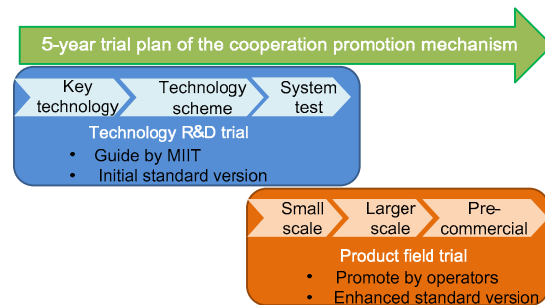 5-year trial plan of the cooperation promotion mechanism
Key technology
Technology scheme
System test
Technology R&D trial
• Guide by MIIT
• Initial standard version
Small scale
Larger scale
Pre-commercial
Product field trial
• Promote by operators
• Enhanced standard version